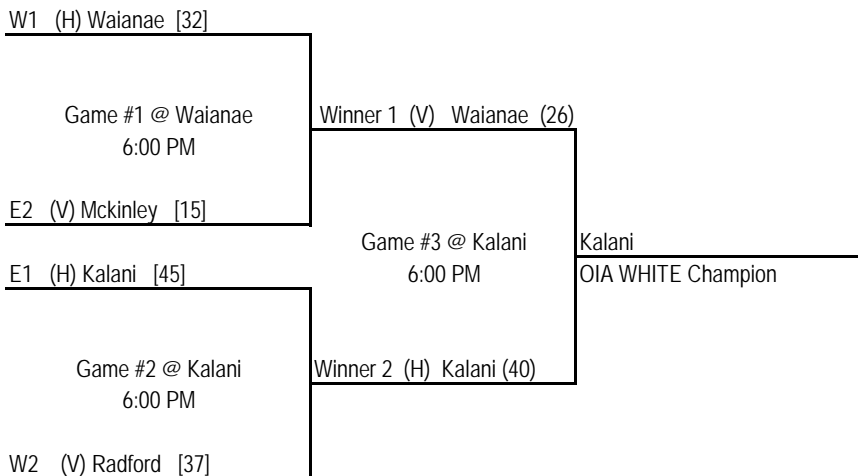 W1 (H) Waianae [32]
Game #1 @ Waianae
6:00 PM
Winner 1 (V) Waianae (26)
E2 (V) Mckinley [15]
Game #3 @ Kalani
6:00 PM
Kalani
OIA WHITE Champion
E1 (H) Kalani [45]
Game #2 @ Kalani
6:00 PM
Winner 2 (H) Kalani (40)
W2 (V) Radford [37]